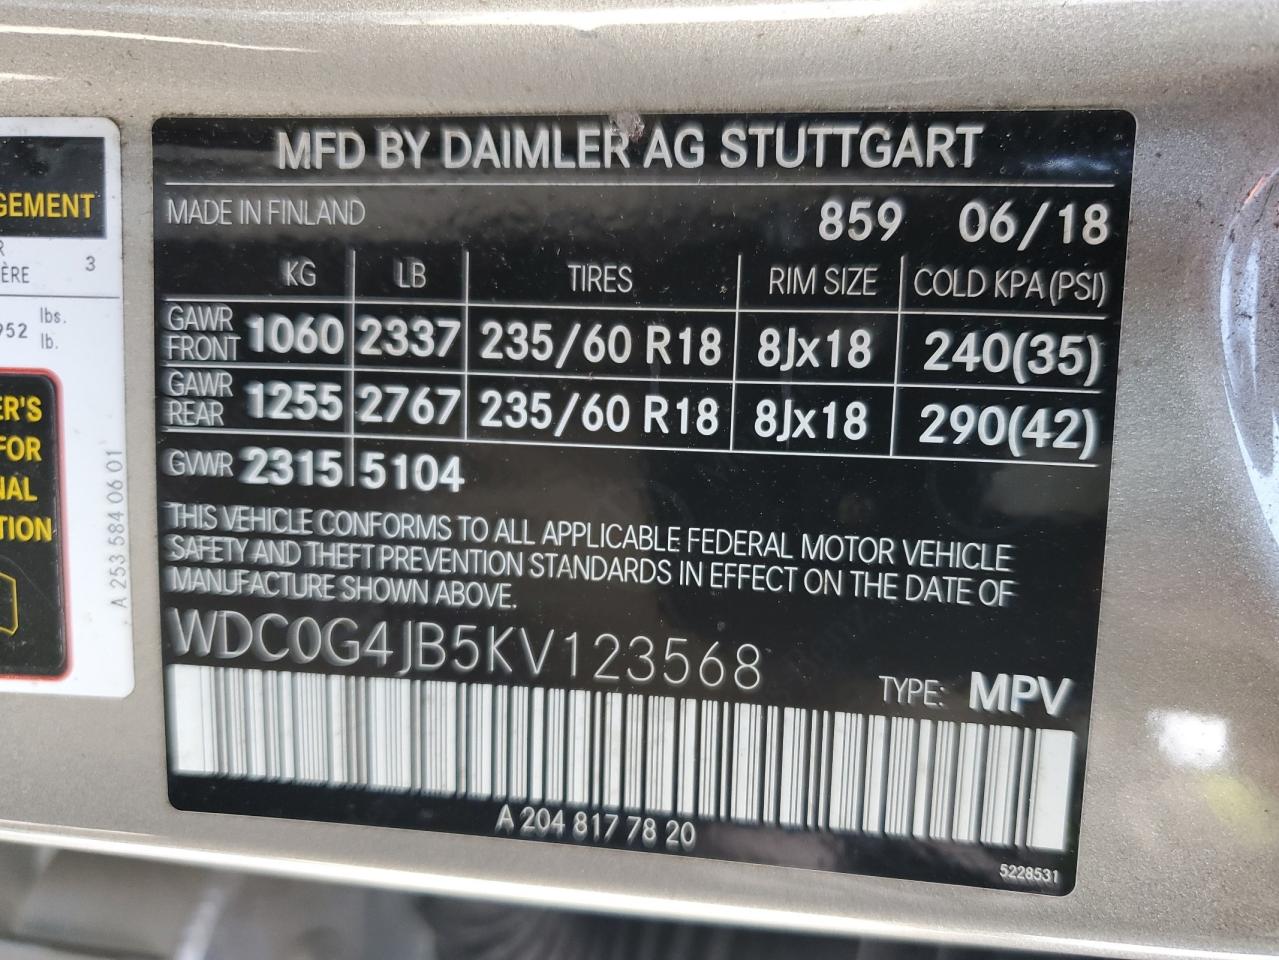 MFD BY DAIMLER AG STUTTGART
MADE IN FINLAND 859 06/18
KG LB TIRES RIM SIZE COLD KPA (PSI)
GAWR FRONT 1060 2337 235/60 R18 8Jx18 240(35)
GAWR REAR 1255 2767 235/60 R18 8Jx18 290(42)
GVWR 2315 5104
THIS VEHICLE CONFORMS TO ALL APPLICABLE FEDERAL MOTOR VEHICLE
SAFETY AND THEFT PREVENTION STANDARDS IN EFFECT ON THE DATE OF
MANUFACTURE SHOWN ABOVE.
WDC0G4JB5KV123568
TYPE: MPV
A 204 817 78 20
5228531
GEMENT
R
ÈRE 3
952 lbs.
lb.
ER'S
FOR
NAL
TION
A 253 584 06 01